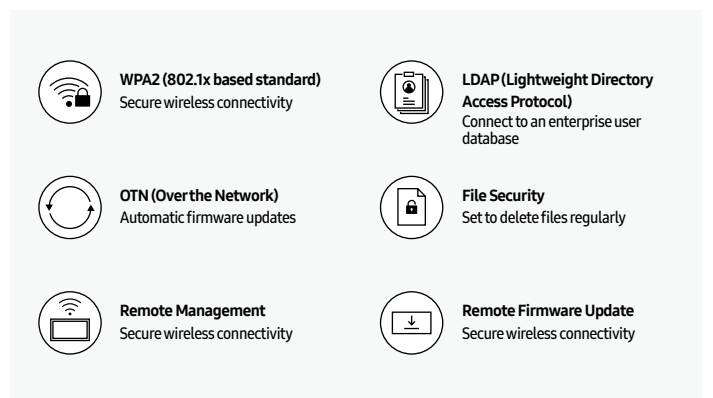 WPA2 (802.1x based standard)
Secure wireless connectivity
LDAP (Lightweight Directory
Access Protocol)
Connect to an enterprise user
database
OTN (Over the Network)
Automatic firmware updates
File Security
Set to delete files regularly
Remote Management
Secure wireless connectivity
Remote Firmware Update
Secure wireless connectivity